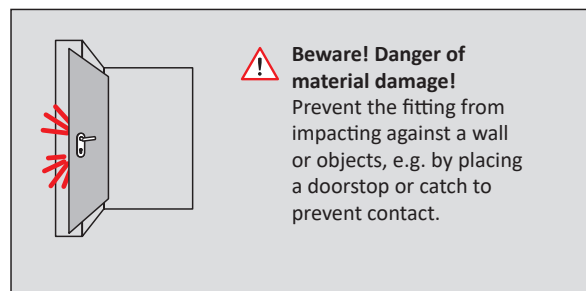 Beware! Danger of
material damage!
Prevent the fitting from
impacting against a wall
or objects, e.g. by placing
a doorstop or catch to
prevent contact.